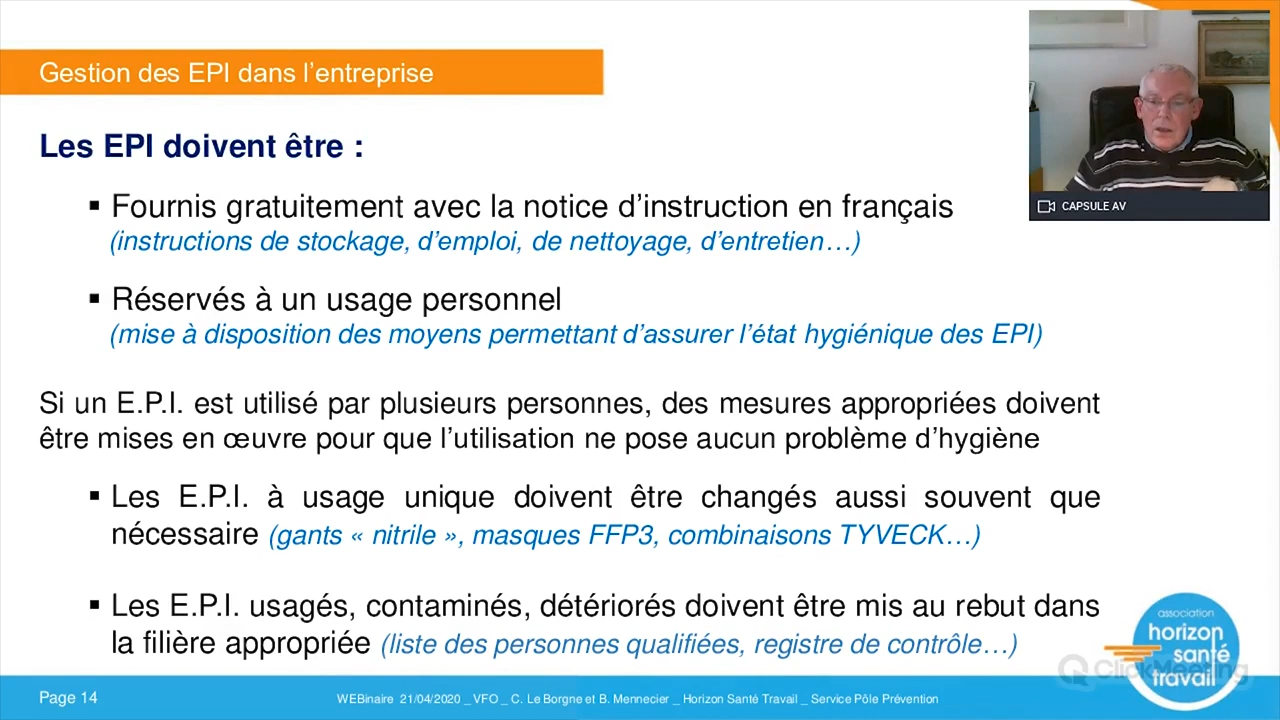 Gestion des EPI dans l’entreprise
Les EPI doivent être :
▪ Fournis gratuitement avec la notice d’instruction en français
(instructions de stockage, d’emploi, de nettoyage, d’entretien…)
▪ Réservés à un usage personnel
(mise à disposition des moyens permettant d’assurer l’état hygiénique des EPI)
Si un E.P.I. est utilisé par plusieurs personnes, des mesures appropriées doivent
être mises en œuvre pour que l’utilisation ne pose aucun problème d’hygiène
▪ Les E.P.I. à usage unique doivent être changés aussi souvent que
nécessaire (gants « nitrile », masques FFP3, combinaisons TYVECK…)
▪ Les E.P.I. usagés, contaminés, détériorés doivent être mis au rebut dans
la filière appropriée (liste des personnes qualifiées, registre de contrôle…)
CAPSULE AV
association
horizon
santé
travail
ClickMeeting
Page 14
WEBinaire 21/04/2020 _ VFO _ C. Le Borgne et B. Mennecier _ Horizon Santé Travail _ Service Pôle Prévention